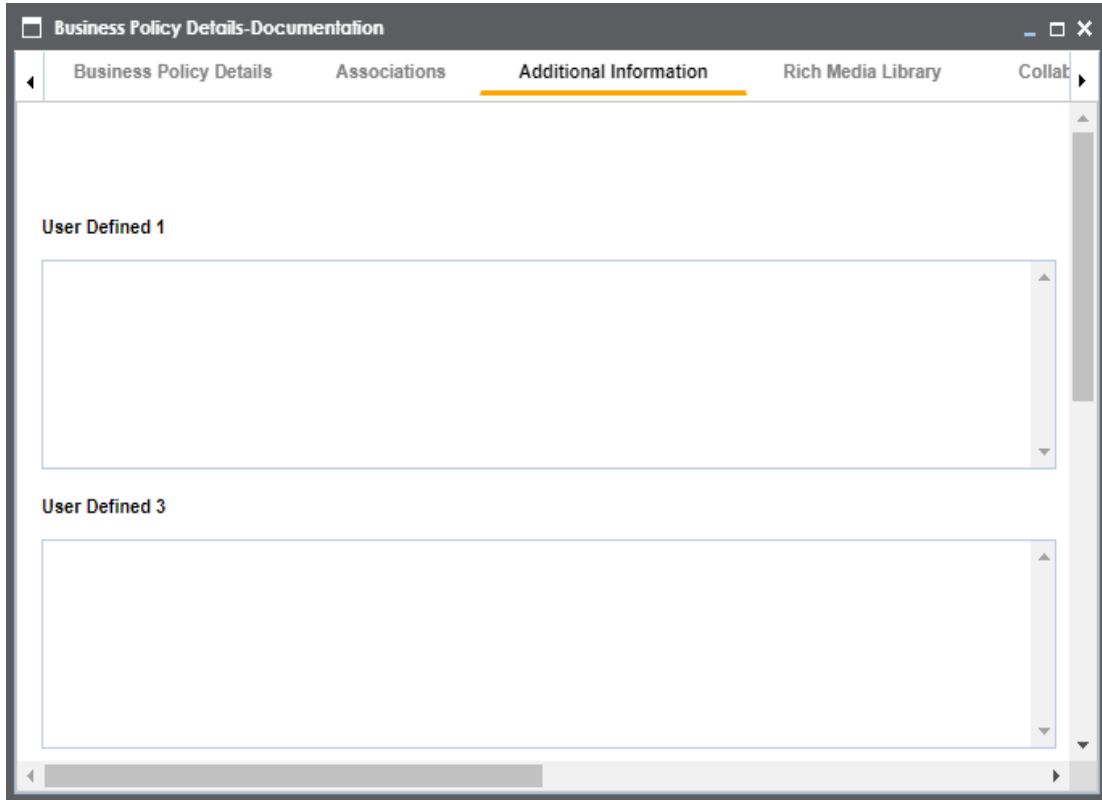 Business Policy Details-Documentation
Business Policy Details Associations Additional Information Rich Media Library Collab
User Defined 1
User Defined 3